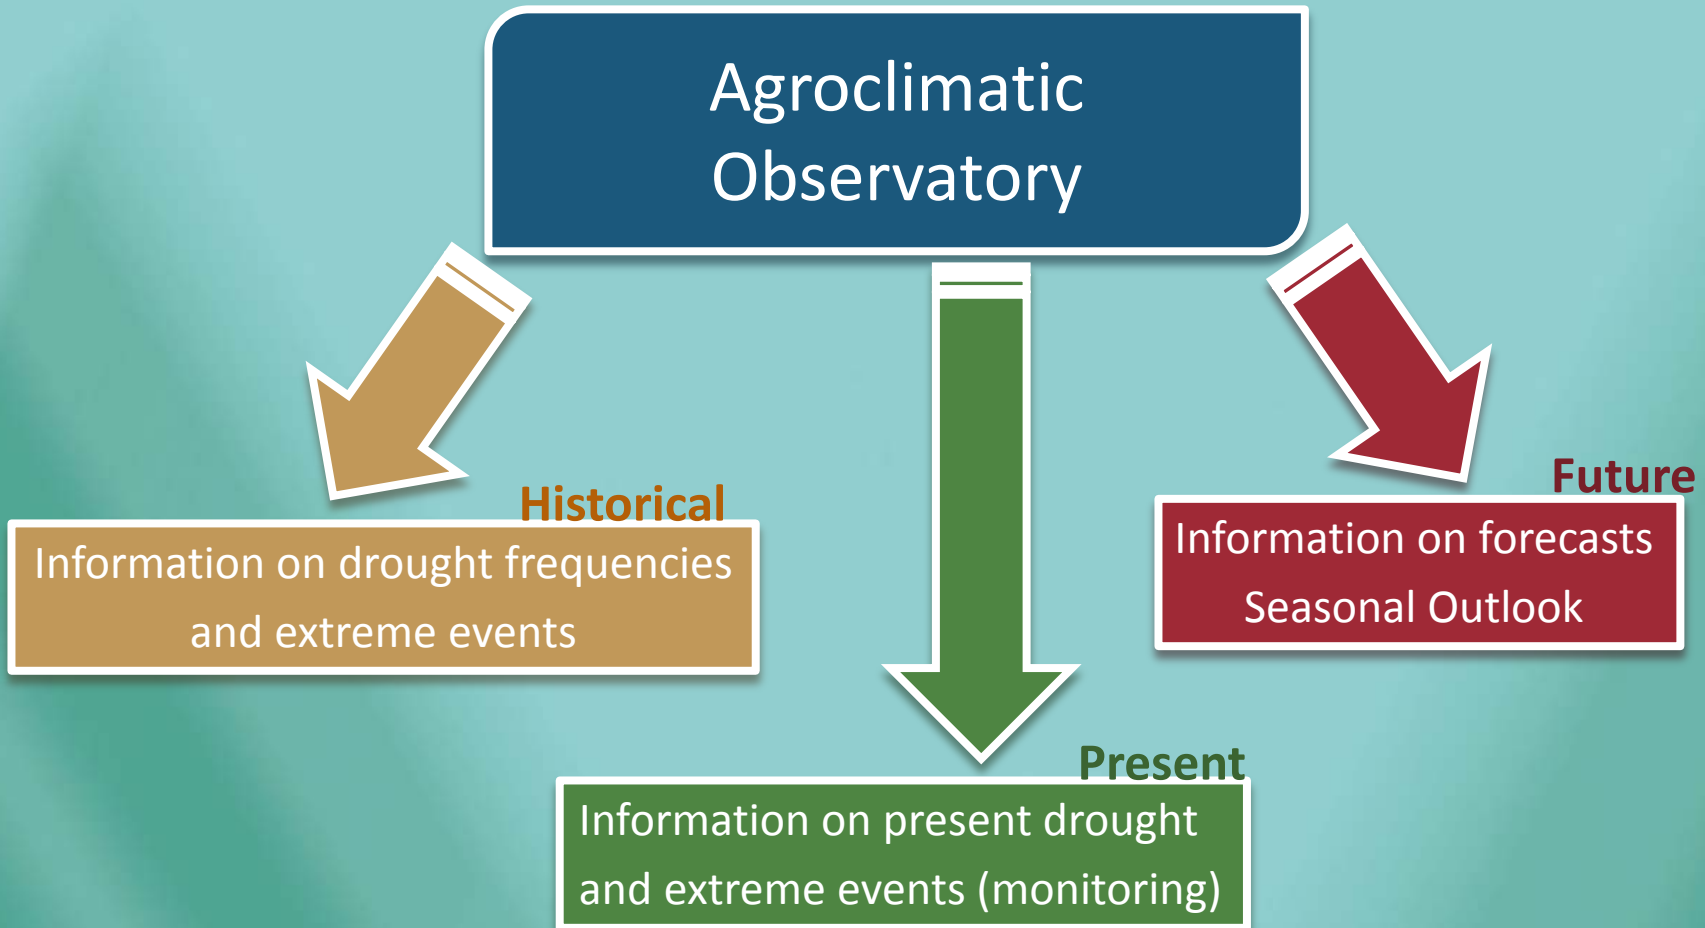 Agroclimatic
Observatory
Historical
Information on drought frequencies
and extreme events
Present
Information on present drought
and extreme events (monitoring)
Future
Information on forecasts
Seasonal Outlook